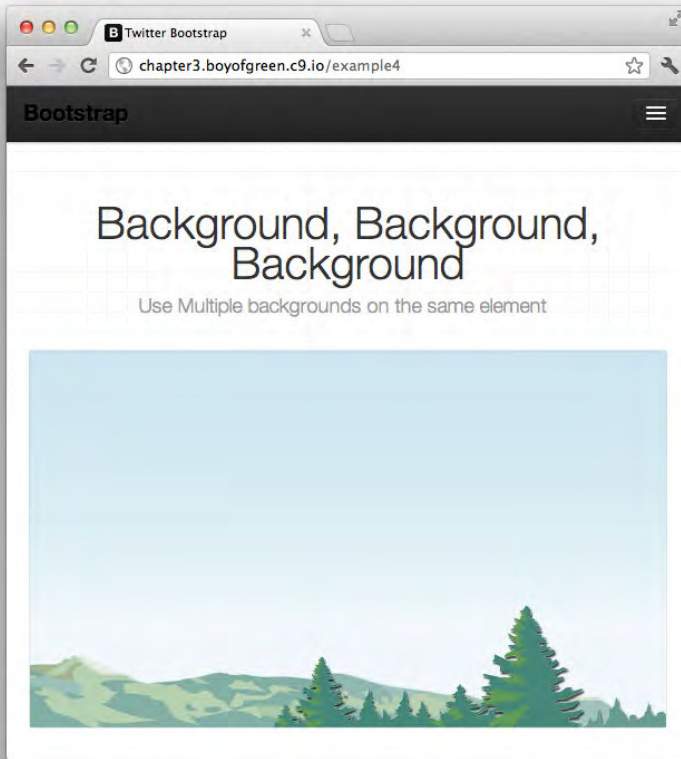 B Twitter Bootstrap
chapter3.boyofgreen.c9.io/example4
Bootstrap
Background, Background,
Background
Use Multiple backgrounds on the same element